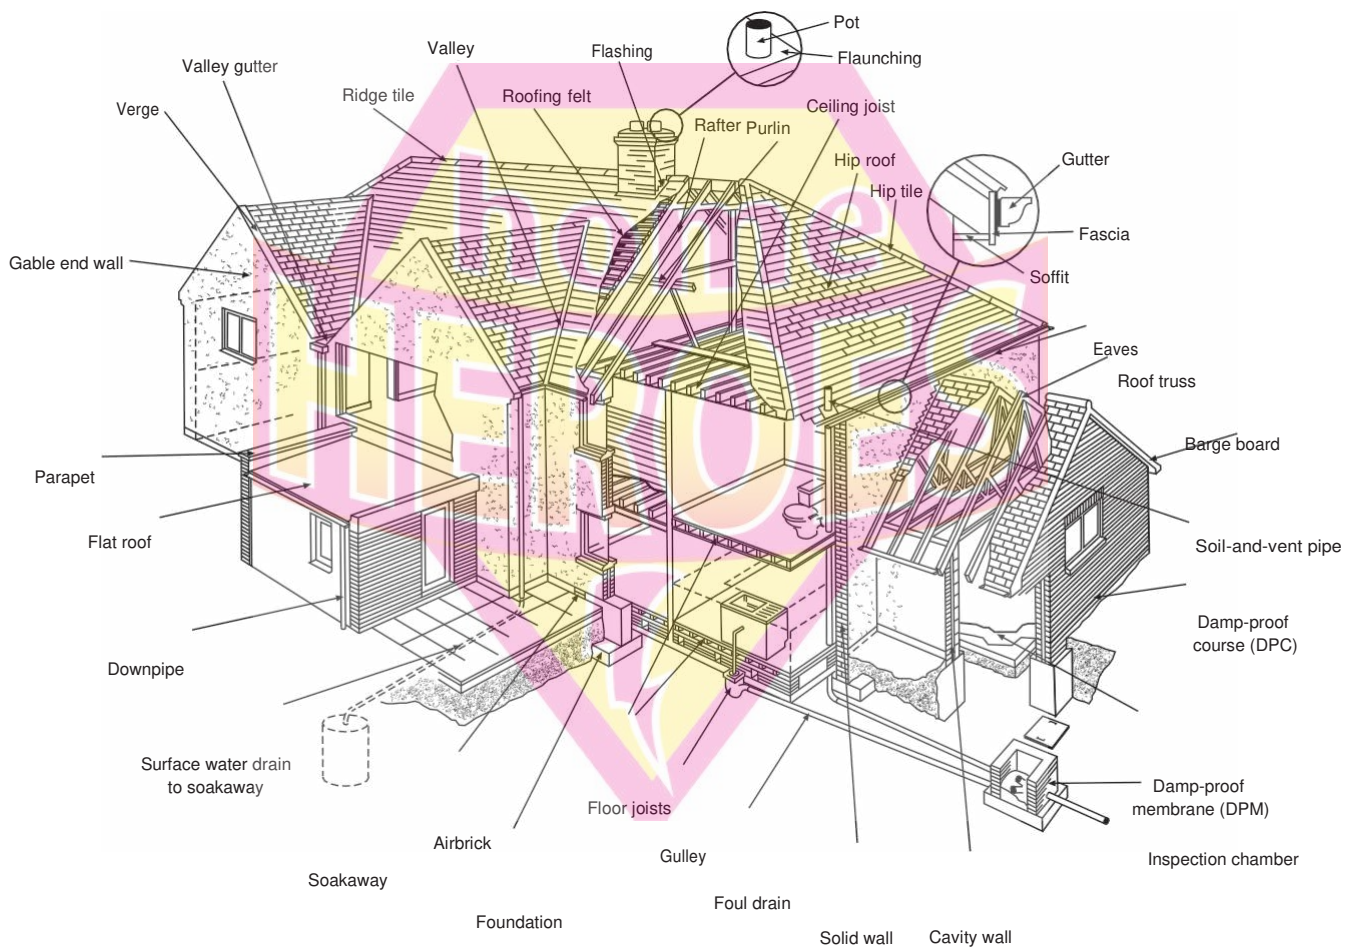 Pot
Valley
Flashing
Flaunching
Valley gutter
Ridge tile
Roofing felt
Ceiling joist
Verge
Rafter
Purlin
Hip roof
Gutter
Hip tile
Fascia
Gable end wall
Soffit
Eaves
Roof truss
Barge board
Parapet
Flat roof
Soil-and-vent pipe
Damp-proof
course (DPC)
Downpipe
Surface water drain
to soakaway
Damp-proof
membrane (DPM)
Floor joists
Airbrick
Gulley
Inspection chamber
Soakaway
Foul drain
Foundation
Solid wall
Cavity wall
home
HEROES